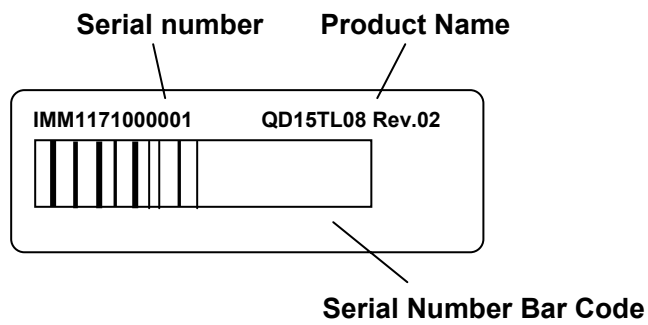 Serial number Product Name
IMM1171000001 QD15TL08 Rev.02
Serial Number Bar Code